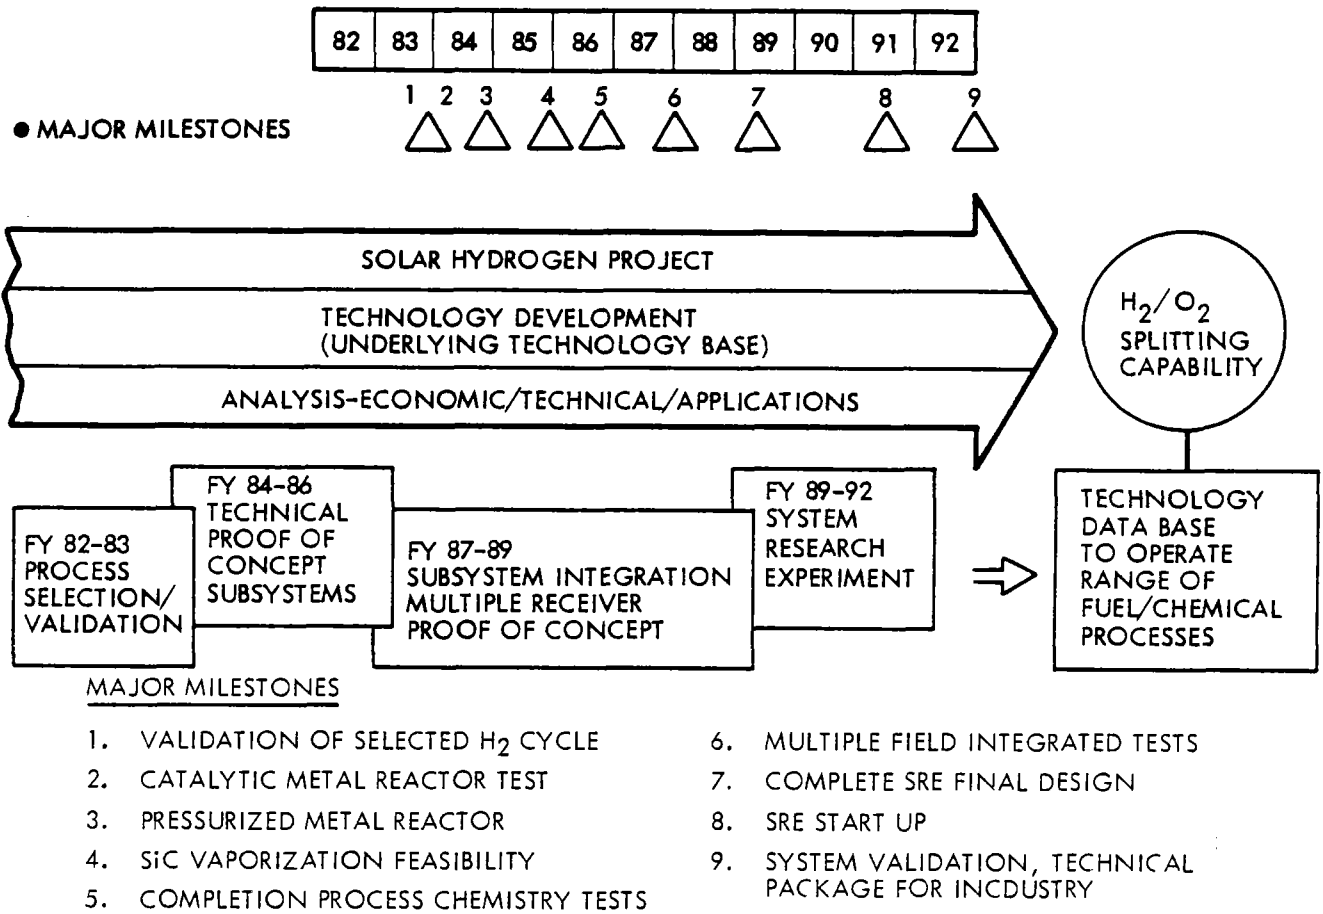 82 83 84 85 86 87 88 89 90 91 92
1 2 3 4 5 6 7 8 9
● MAJOR MILESTONES
SOLAR HYDROGEN PROJECT
TECHNOLOGY DEVELOPMENT
(UNDERLYING TECHNOLOGY BASE)
ANALYSIS-ECONOMIC/TECHNICAL/APPLICATIONS
H2/O2
SPLITTING
CAPABILITY
FY 82-83
PROCESS
SELECTION/
VALIDATION
FY 84-86
TECHNICAL
PROOF OF
CONCEPT
SUBSYSTEMS
FY 87-89
SUBSYSTEM INTEGRATION
MULTIPLE RECEIVER
PROOF OF CONCEPT
FY 89-92
SYSTEM
RESEARCH
EXPERIMENT
TECHNOLOGY
DATA BASE
TO OPERATE
RANGE OF
FUEL/CHEMICAL
PROCESSES
MAJOR MILESTONES
1. VALIDATION OF SELECTED H2 CYCLE
2. CATALYTIC METAL REACTOR TEST
3. PRESSURIZED METAL REACTOR
4. SiC VAPORIZATION FEASIBILITY
5. COMPLETION PROCESS CHEMISTRY TESTS
6. MULTIPLE FIELD INTEGRATED TESTS
7. COMPLETE SRE FINAL DESIGN
8. SRE START UP
9. SYSTEM VALIDATION, TECHNICAL
PACKAGE FOR INCDUSTRY